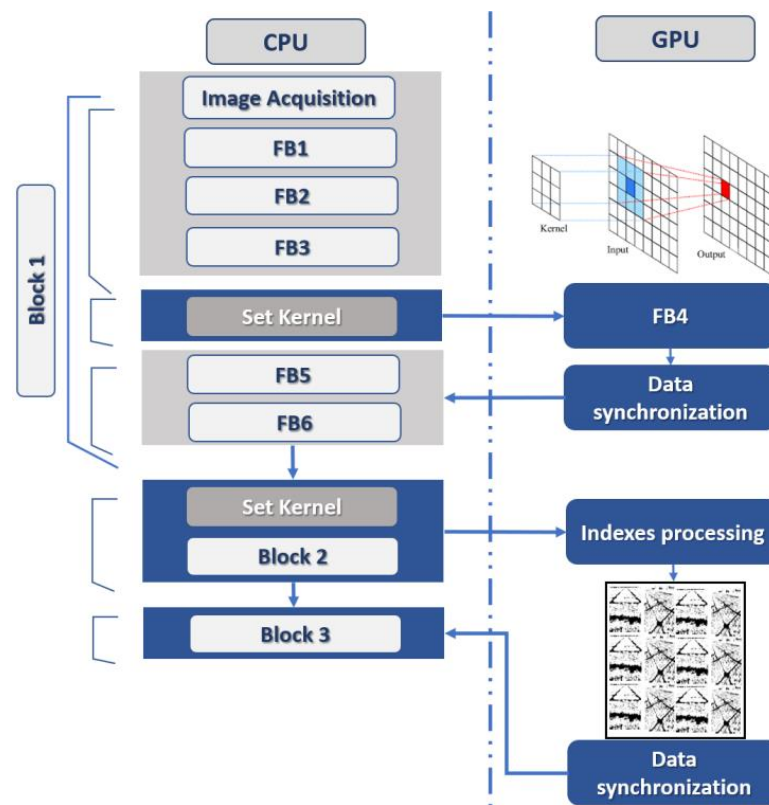 CPU
GPU
Block 1
Image Acquisition
FB1
FB2
FB3
Kernel
Input
Output
Set Kernel
FB4
FB5
FB6
Data
synchronization
Set Kernel
Block 2
Indexes processing
Block 3
Data
synchronization